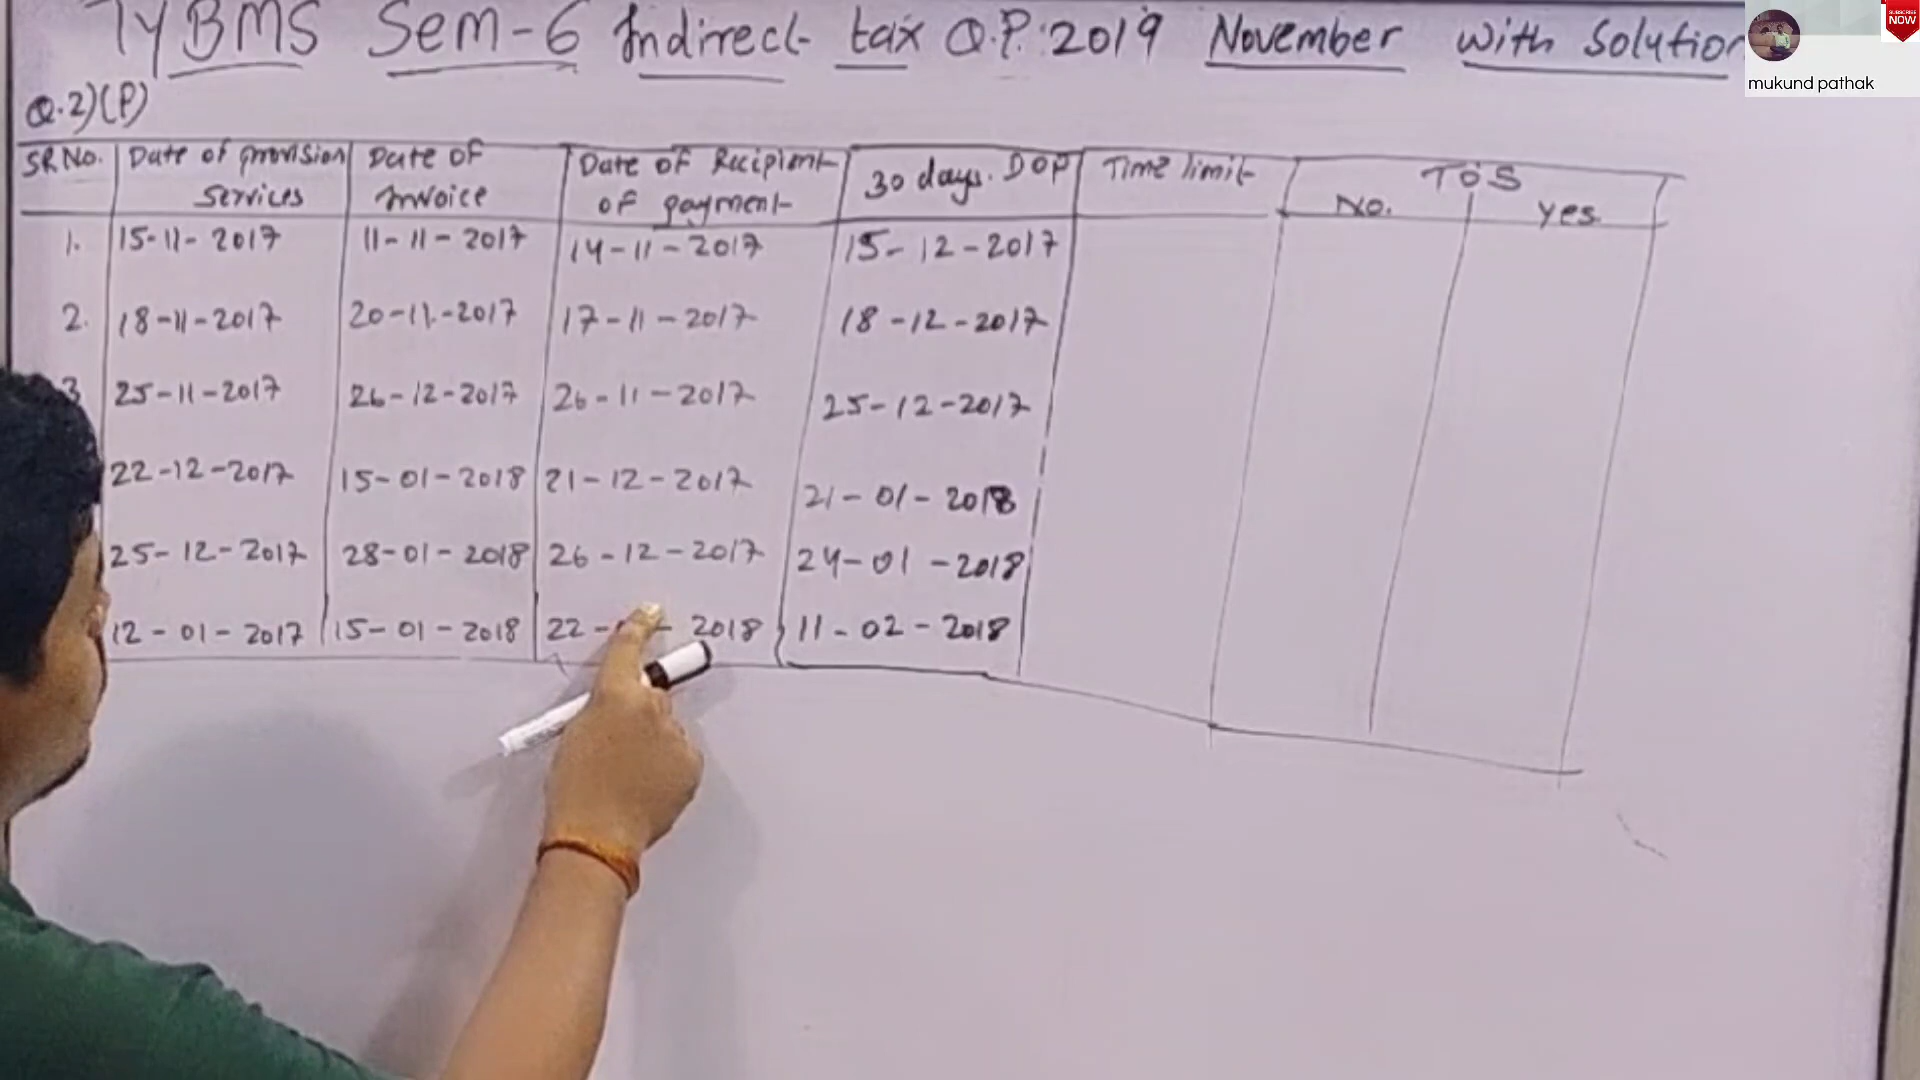 TYBMS Sem-6 Indirect tax Q.P. 2019 November with Solution
SUBSCRIBE NOW
mukund pathak
Q.2)(P)
SR No. Date of provision Services Date of Invoice Date of Recipient of payment 30 days. DOP Time limit TOS No. Yes
1. 15-11-2017 11-11-2017 14-11-2017 15-12-2017
2. 18-11-2017 20-11-2017 17-11-2017 18-12-2017
3 25-11-2017 26-12-2017 26-11-2017 25-12-2017
22-12-2017 15-01-2018 21-12-2017 21-01-2018
25-12-2017 28-01-2018 26-12-2017 24-01-2018
12-01-2017 15-01-2018 22- - 2018 11-02-2018